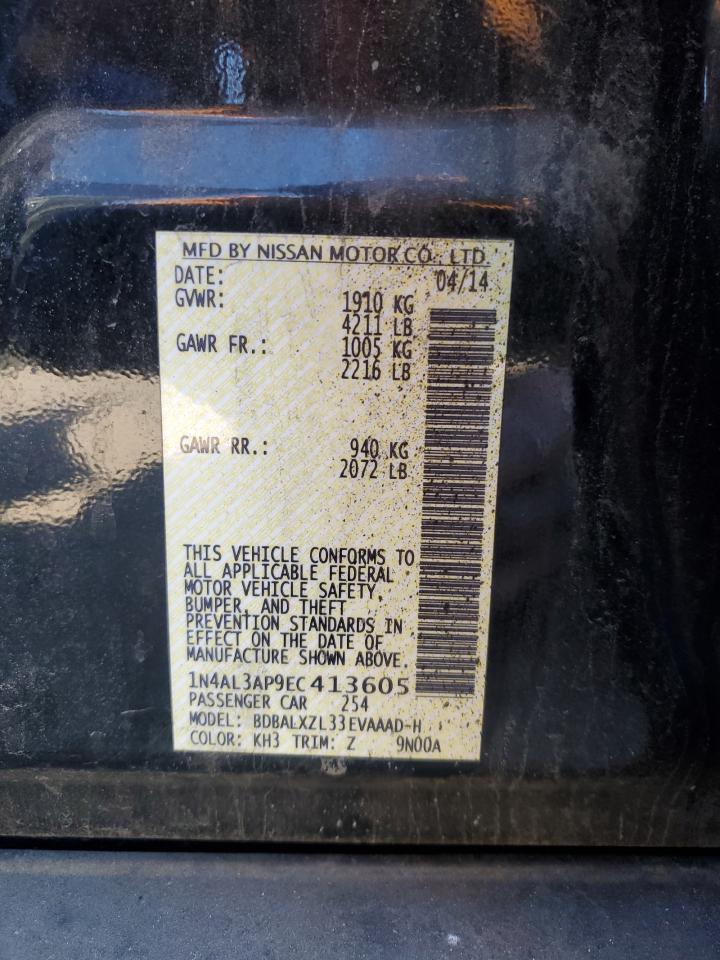 MFD BY NISSAN MOTOR CO., LTD.
DATE: 04/14
GVWR: 1910 KG
4211 LB
GAWR FR.: 1005 KG
2216 LB
GAWR RR.: 940 KG
2072 LB
THIS VEHICLE CONFORMS TO
ALL APPLICABLE FEDERAL
MOTOR VEHICLE SAFETY,
BUMPER, AND THEFT
PREVENTION STANDARDS IN
EFFECT ON THE DATE OF
MANUFACTURE SHOWN ABOVE.
1N4AL3AP9EC413605
PASSENGER CAR 254
MODEL: BDBALXZL33EVAAAD-H
COLOR: KH3 TRIM: Z 9N00A